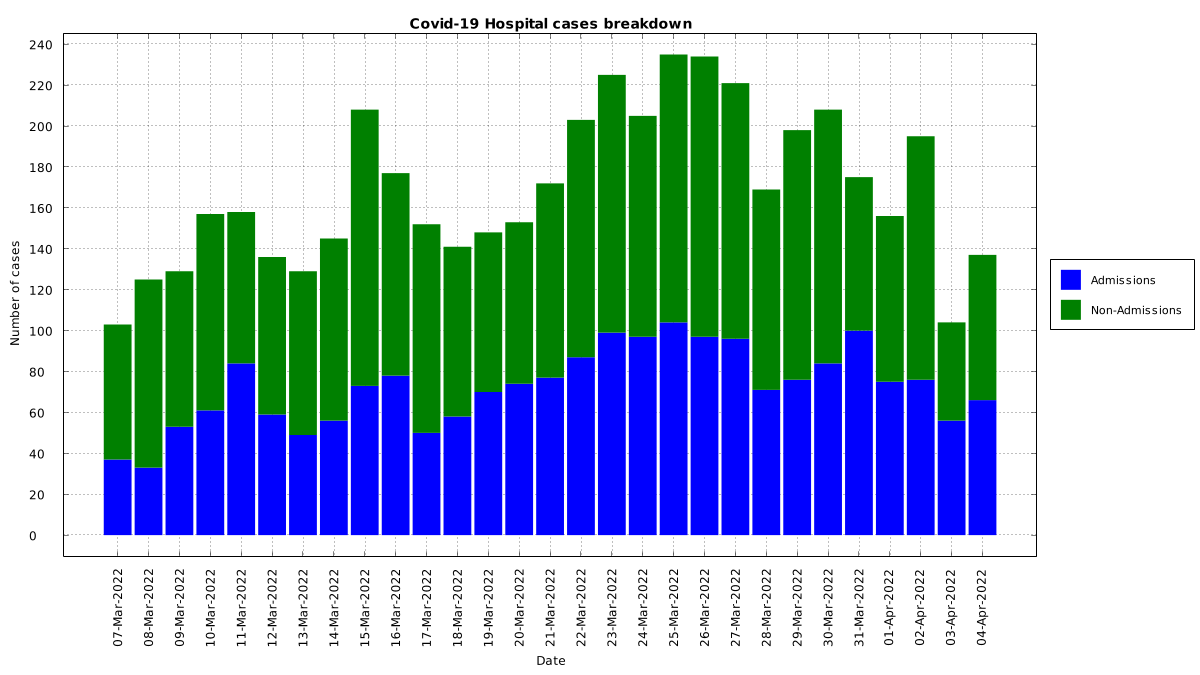 Covid-19 Hospital cases breakdown
240
220
200
180
160
140
120
100
80
60
40
20
0
Number of cases
07-Mar-2022
08-Mar-2022
09-Mar-2022
10-Mar-2022
11-Mar-2022
12-Mar-2022
13-Mar-2022
14-Mar-2022
15-Mar-2022
16-Mar-2022
17-Mar-2022
18-Mar-2022
19-Mar-2022
20-Mar-2022
21-Mar-2022
22-Mar-2022
23-Mar-2022
24-Mar-2022
25-Mar-2022
26-Mar-2022
27-Mar-2022
28-Mar-2022
29-Mar-2022
30-Mar-2022
31-Mar-2022
01-Apr-2022
02-Apr-2022
03-Apr-2022
04-Apr-2022
Date
Admissions
Non-Admissions